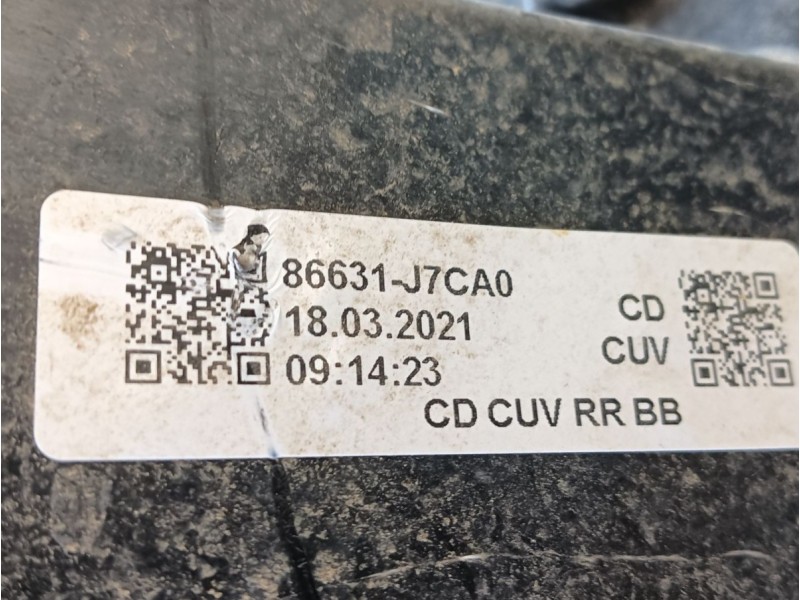 86631-J7CA0
18.03.2021
09:14:23
CD
CUV
CD CUV RR BB